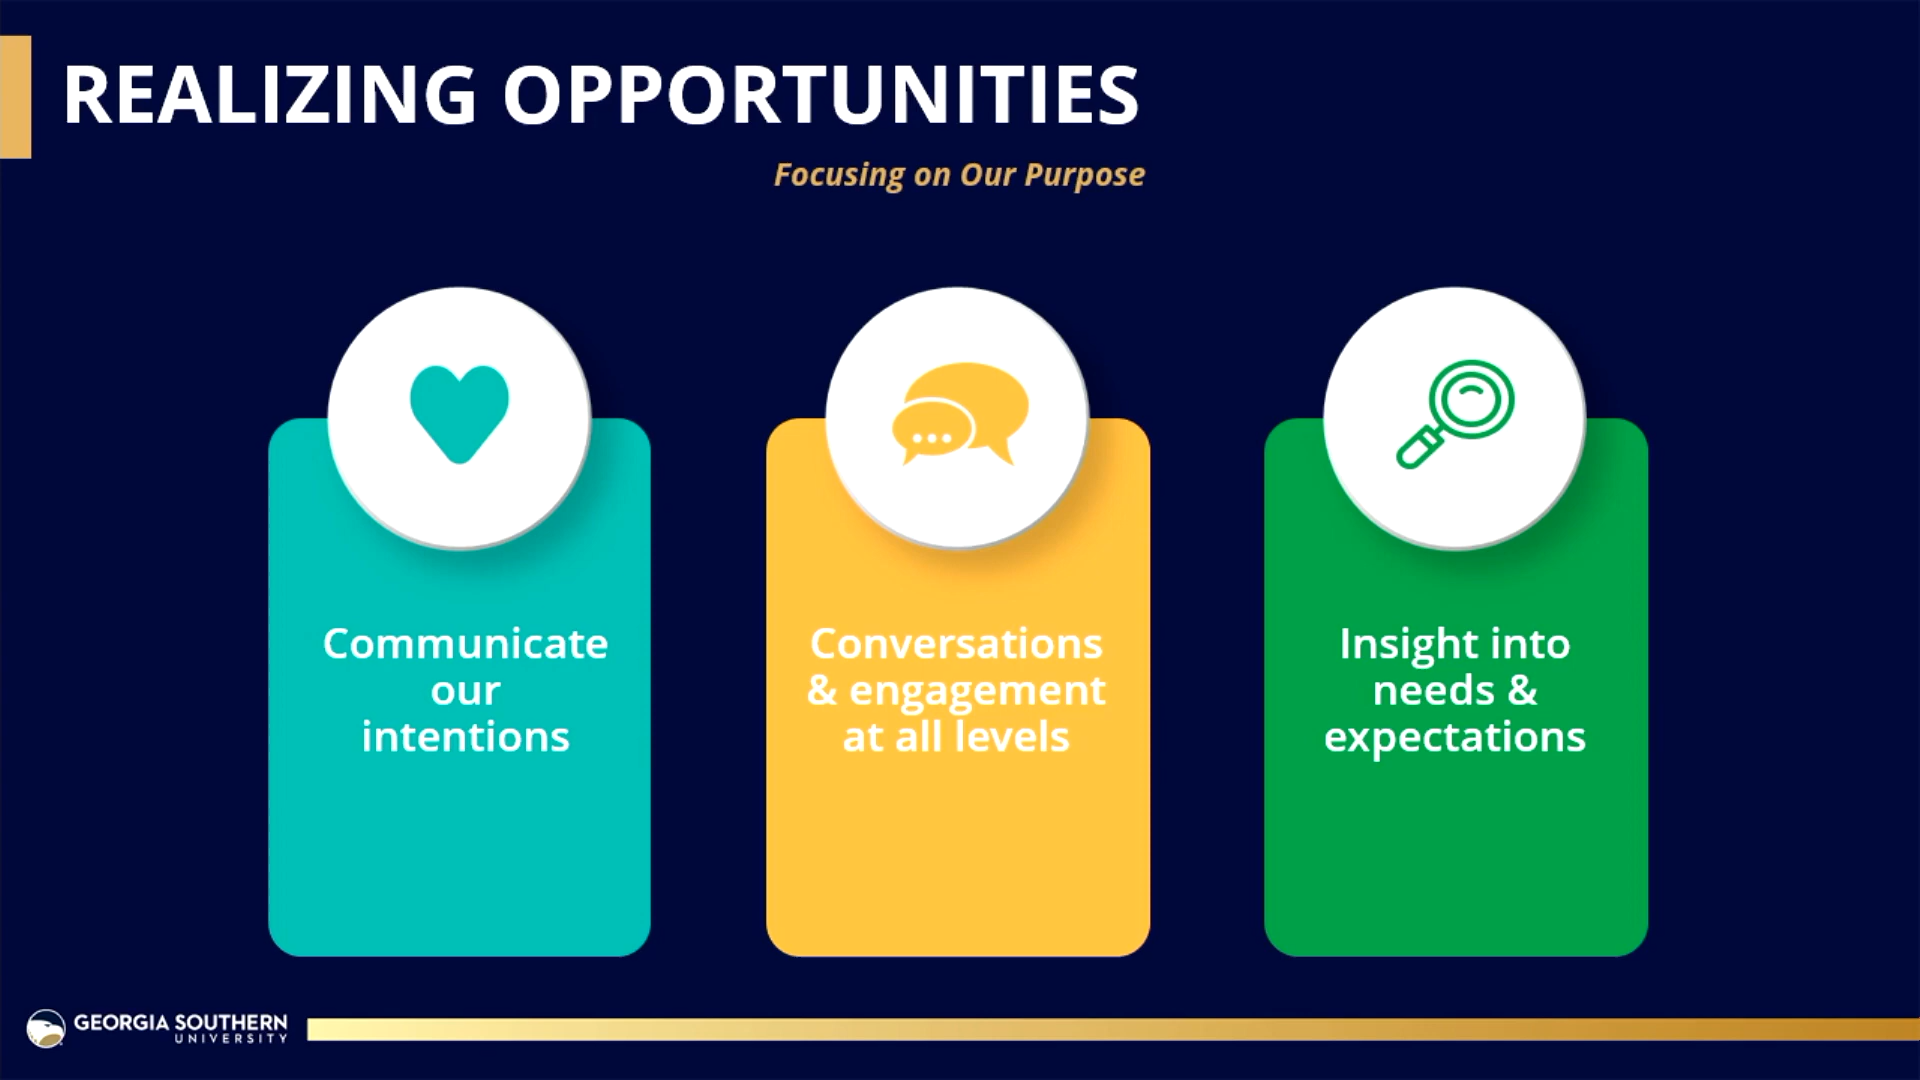 REALIZING OPPORTUNITIES
Focusing on Our Purpose
Communicate
our
intentions
Conversations
& engagement
at all levels
Insight into
needs &
expectations
GEORGIA SOUTHERN
UNIVERSITY